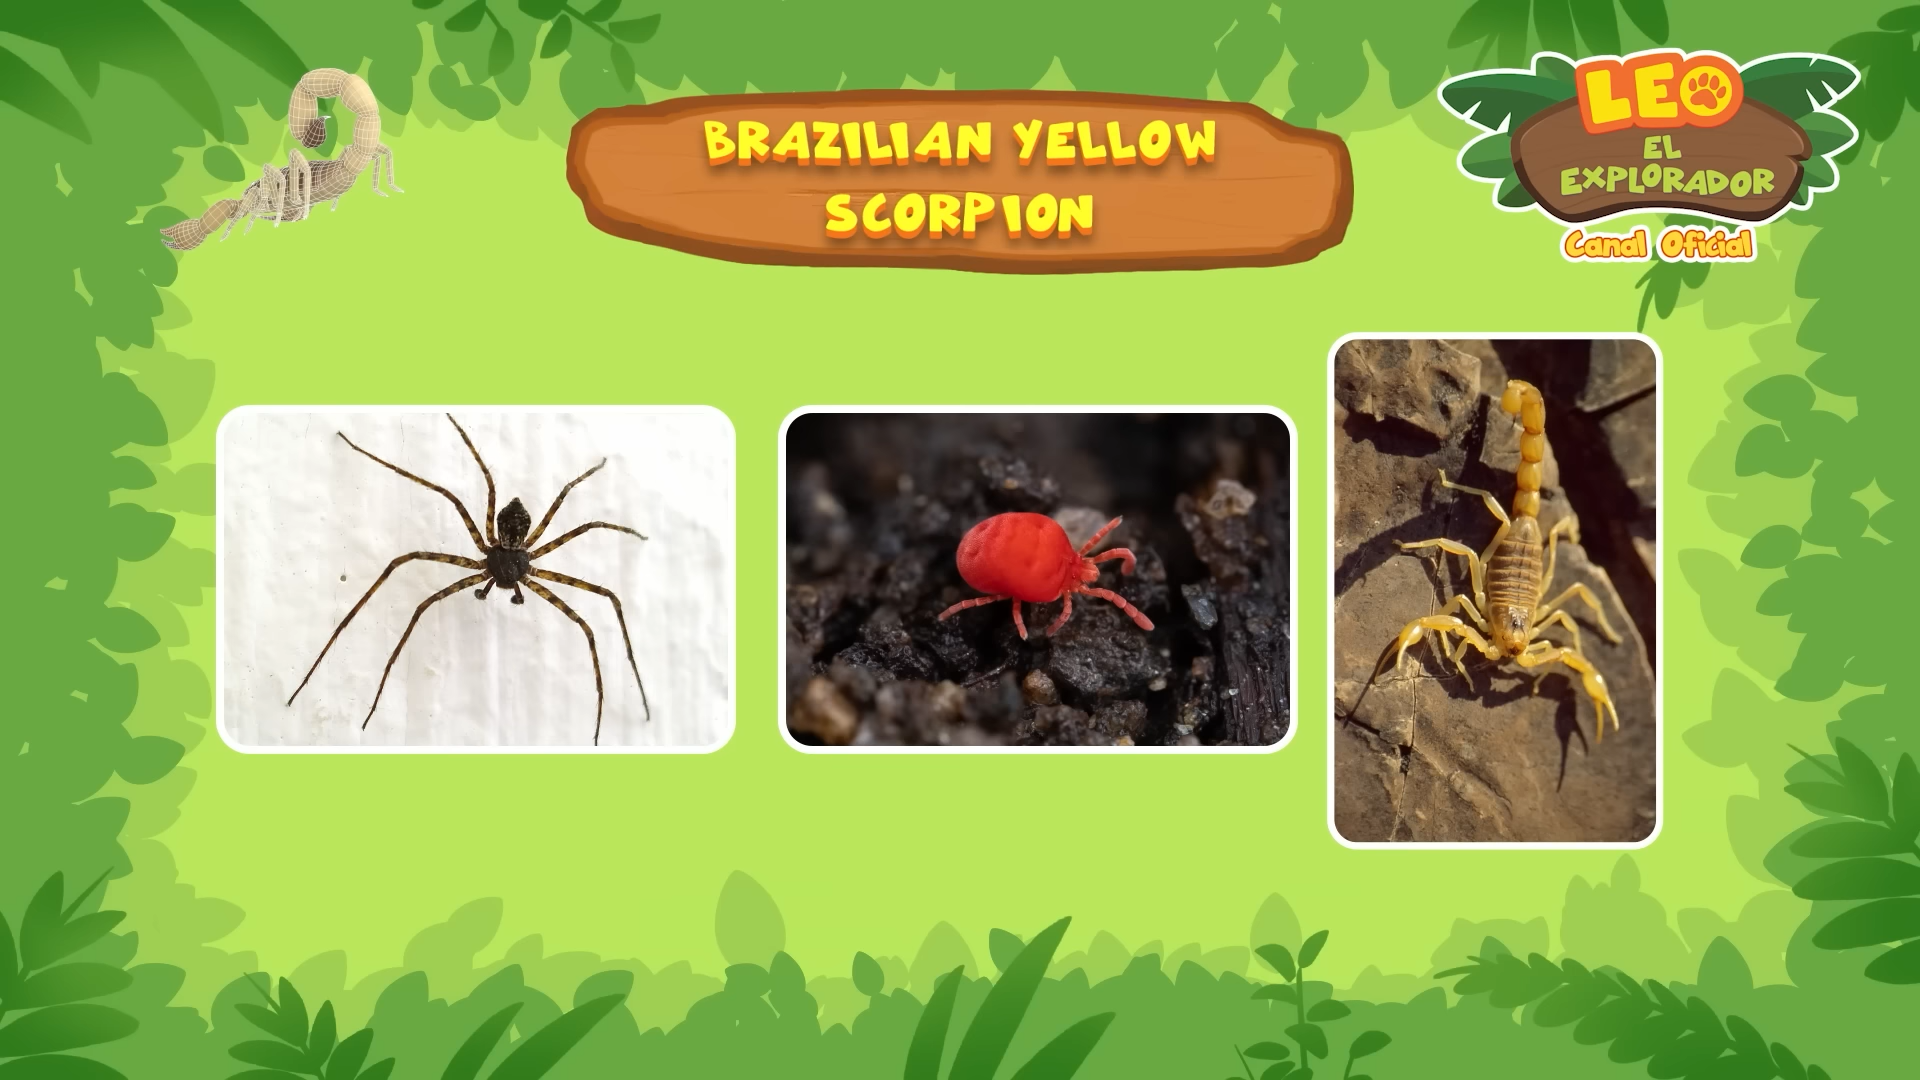 BRAZILIAN YELLOW
SCORPION
LEO
EL
EXPLORADOR
Canal Oficial